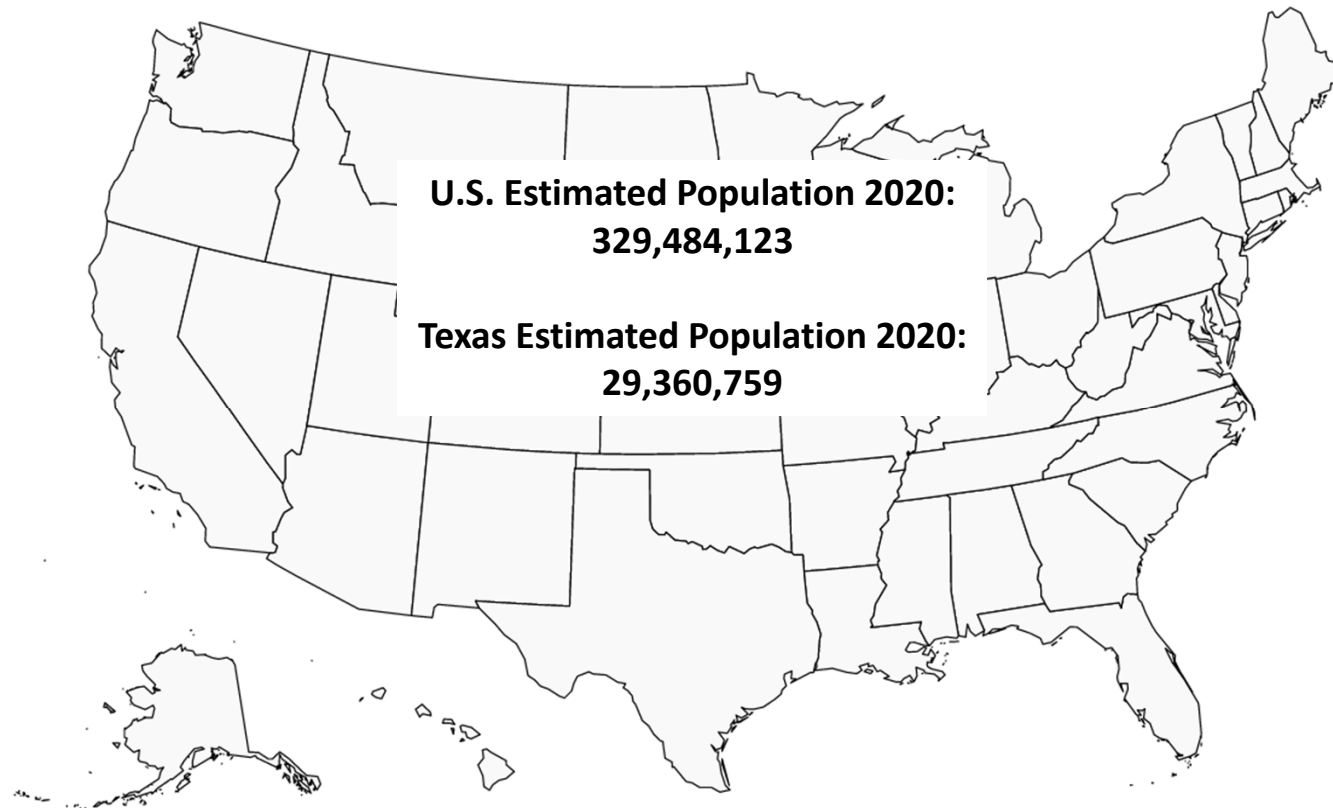 U.S. Estimated Population 2020:
329,484,123
Texas Estimated Population 2020:
29,360,759